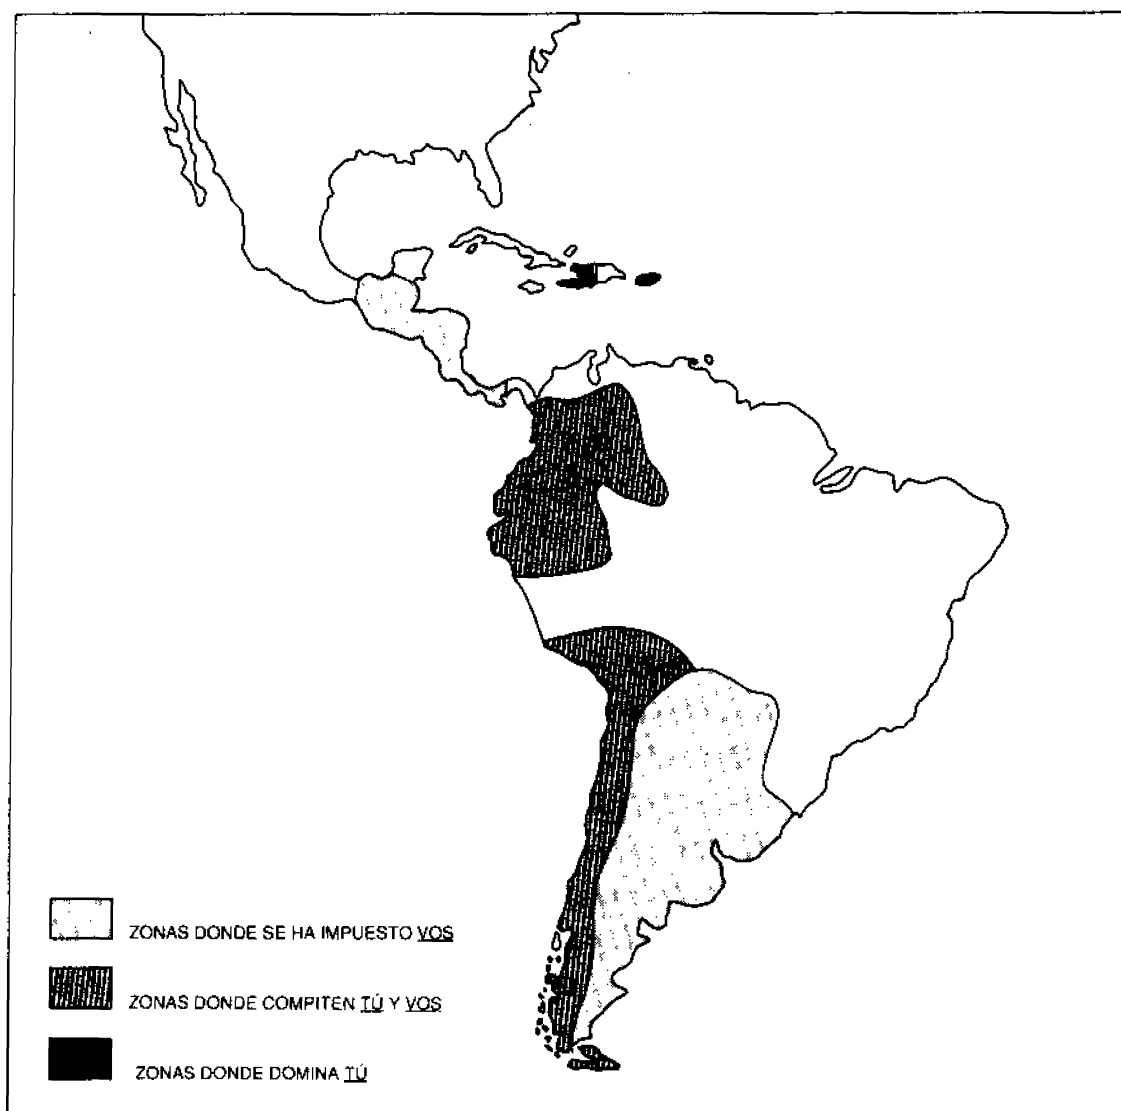 ZONAS DONDE SE HA IMPUESTO VOS
ZONAS DONDE COMPITEN TÚ Y VOS
ZONAS DONDE DOMINA TÚ